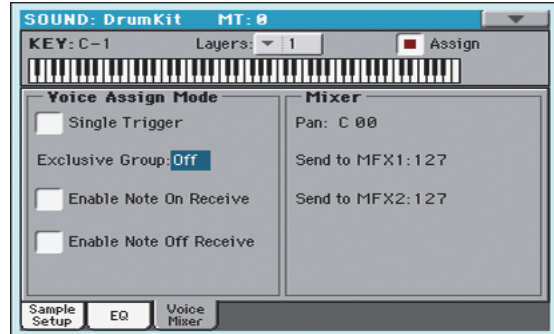 SOUND: DrumKit MT:0
KEY: C-1 Layers: 1 Assign
Voice Assign Mode
Single Trigger
Exclusive Group: Off
Enable Note On Receive
Enable Note Off Receive
Mixer
Pan: C 00
Send to MFX1:127
Send to MFX2:127
Sample Setup
EQ
Voice Mixer